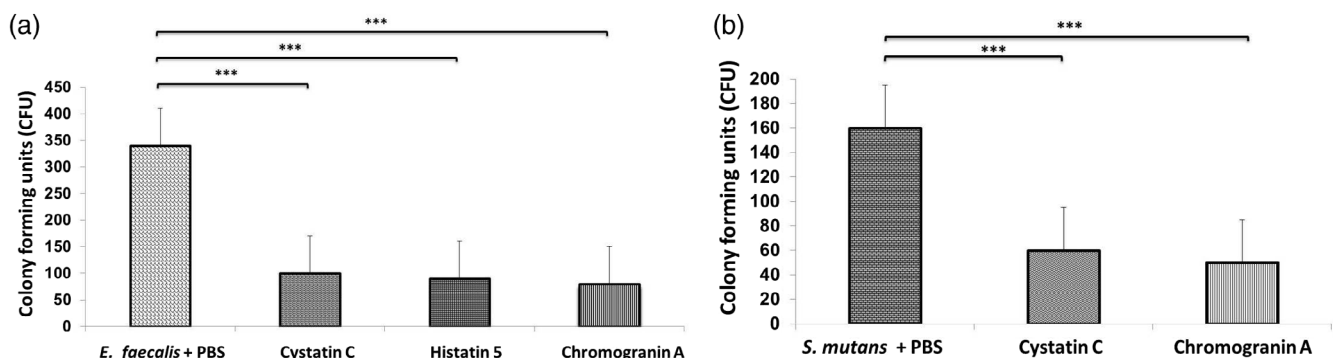 (a)
***
***
***
Colony forming units (CFU)
450
400
350
300
250
200
150
100
50
0
E. faecalis + PBS
Cystatin C
Histatin 5
Chromogranin A
(b)
***
***
Colony forming units (CFU)
200
180
160
140
120
100
80
60
40
20
0
S. mutans + PBS
Cystatin C
Chromogranin A